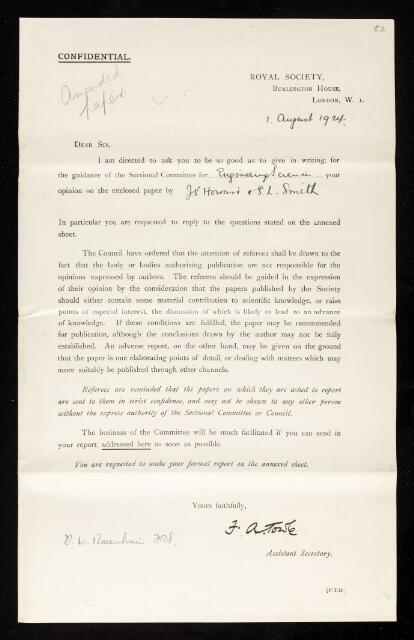 82
CONFIDENTIAL.
Amended
paper.
ROYAL SOCIETY,
BURLINGTON HOUSE,
LONDON, W. 1.
1. August 1924.
DEAR SIR,
I am directed to ask you to be so good as to give in writing, for
the guidance of the Sectional Committee for Engineering Science your
opinion on the enclosed paper by J V Howard & S. L. Smith
In particular you are requested to reply to the questions stated on the annexed
sheet.
The Council have ordered that the attention of referees shall be drawn to the
fact that the body or bodies authorizing publication are not responsible for the
opinions expressed by authors. The referees should be guided in the expression
of their opinion by the consideration that the papers published by the Society
should either contain some material contribution to scientific knowledge, or raise
points of especial interest, the discussion of which is likely to lead to an advance
of knowledge. If these conditions are fulfilled, the paper may be recommended
for publication, although the conclusions drawn by the author may not be fully
established. An adverse report, on the other hand, may be given on the ground
that the paper is one elaborating points of detail, or dealing with matters which may
more suitably be published through other channels.
Referees are reminded that the papers on which they are asked to report
are sent to them in strict confidence, and may not be shown to any other person
without the express authority of the Sectional Committee or Council.
The business of the Committee will be much facilitated if you can send in
your report, addressed here as soon as possible.
You are requested to make your formal report on the annexed sheet.
Yours faithfully,
F. A. Towle
Assistant Secretary.
D. W. Rosenhain FRS.
[P.T.O.